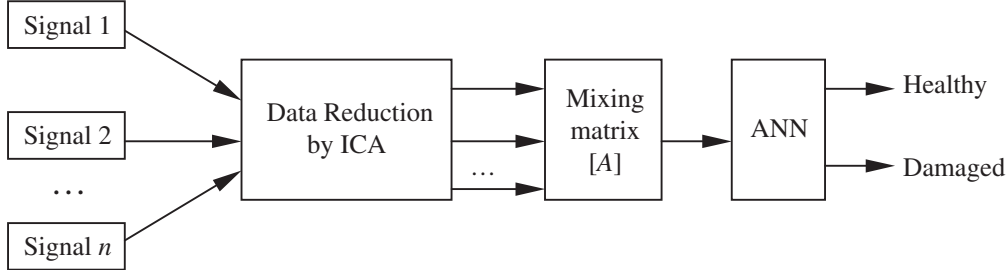 Signal 1
Signal 2
...
Signal n
Data Reduction
by ICA
...
Mixing
matrix
[A]
ANN
Healthy
Damaged